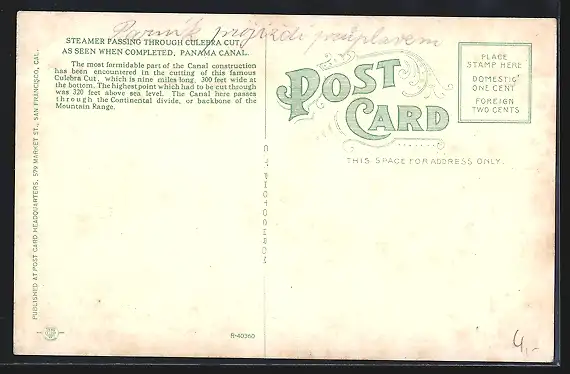 Parník projíždí průplavem
STEAMER PASSING THROUGH CULEBRA CUT,
AS SEEN WHEN COMPLETED, PANAMA CANAL.
The most formidable part of the Canal construction
has been encountered in the cutting of this famous
Culebra Cut, which is nine miles long, 300 feet wide at
the bottom. The highest point which had to be cut through
was 320 feet above sea level. The Canal here passes
through the Continental divide, or backbone of the
Mountain Range.
PUBLISHED AT POST CARD HEADQUARTERS, 579 MARKET ST., SAN FRANCISCO, CAL.
POST
CARD
THIS SPACE FOR ADDRESS ONLY.
PLACE
STAMP HERE
DOMESTIC
ONE CENT
FOREIGN
TWO CENTS
R-40360
4,-